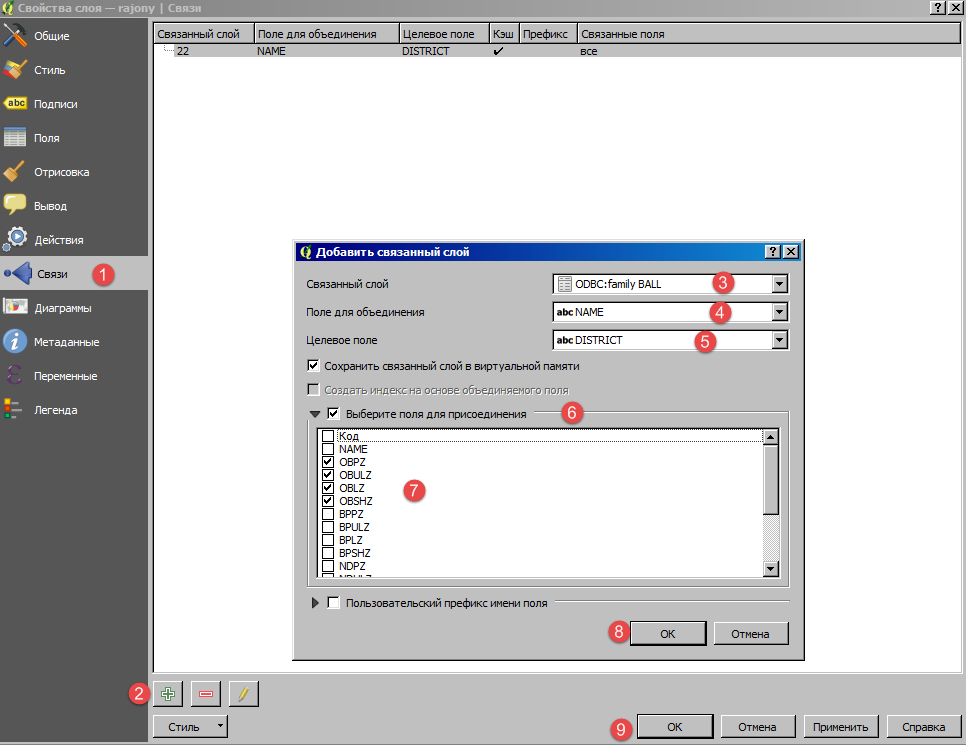 Свойства слоя — rajony | Связи
Общие
Стиль
abc Подписи
Поля
Отрисовка
Вывод
Действия
Связи 1
Диаграммы
Метаданные
Переменные
Легенда
Связанный слой Поле для объединения Целевое поле Кэш Префикс Связанные поля
22 NAME DISTRICT все
Добавить связанный слой
Связанный слой ODBC:family BALL 3
Поле для объединения abc NAME 4
Целевое поле abc DISTRICT 5
Сохранить связанный слой в виртуальной памяти
Создать индекс на основе объединяемого поля
Выберите поля для присоединения 6
Код
NAME
OBPZ
OBULZ
OBLZ
OBSHZ
7
BPPZ
BPULZ
BPLZ
BPSHZ
NDPZ
Пользовательский префикс имени поля
8 OK Отмена
2
Стиль
9 OK Отмена Применить Справка